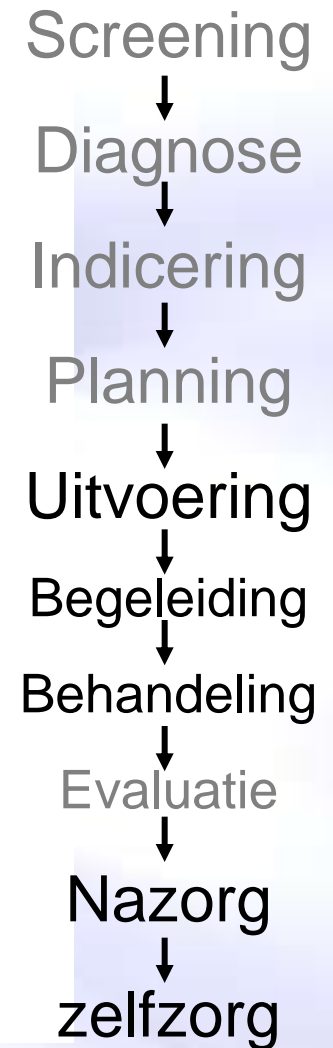 Screening
Diagnose
Indicering
Planning
Uitvoering
Begeleiding
Behandeling
Evaluatie
Nazorg
zelfzorg